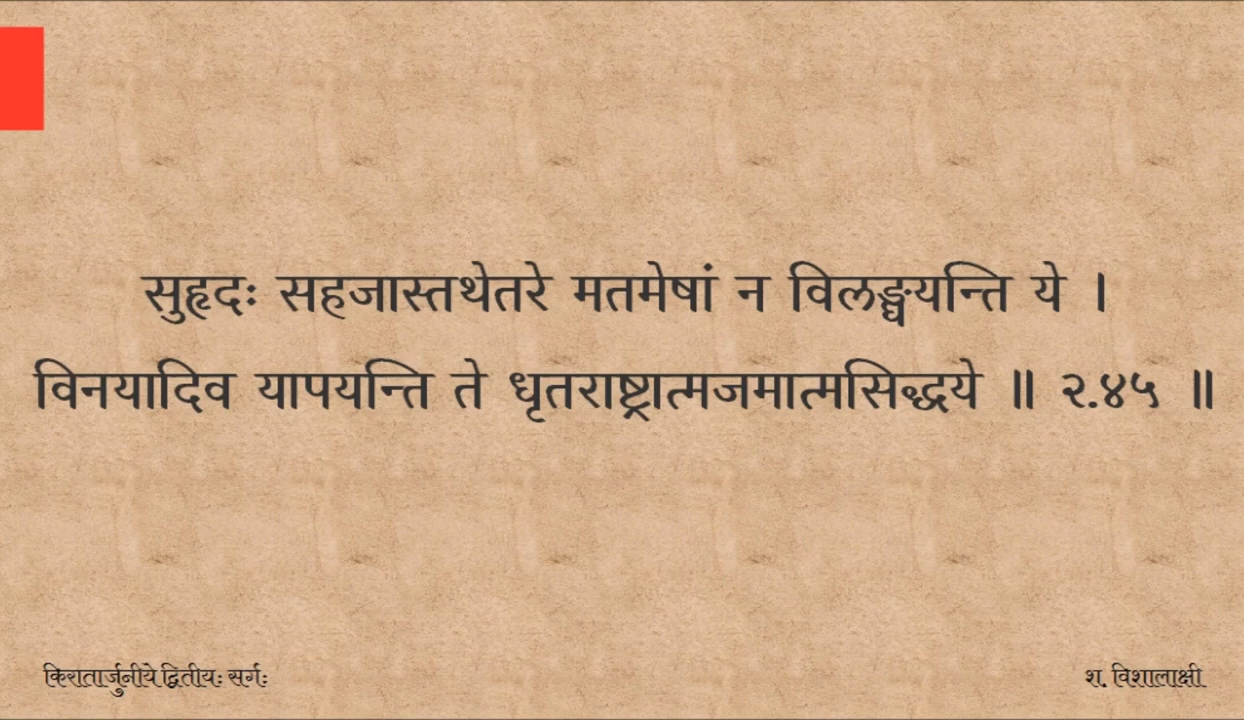 सुहृदः सहजास्तथेतरे मतमेषां न विलङ्घयन्ति ये ।
विनयादिव यापयन्ति ते धृतराष्ट्रात्मजमात्मसिद्धये ॥ २.४५ ॥
किरातार्जुनीये द्वितीयः सर्गः
श. विशालाक्षी